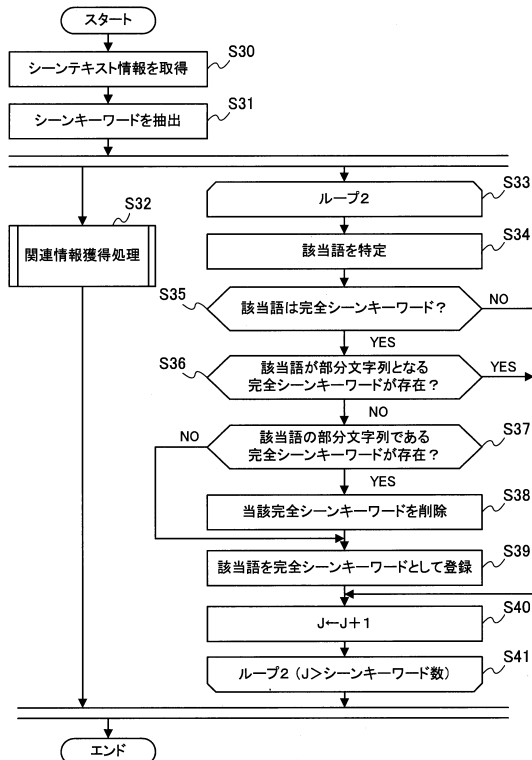 スタート
S30
シーンテキスト情報を取得
S31
シーンキーワードを抽出
S32
関連情報獲得処理
S33
ループ2
S34
該当語を特定
S35
該当語は完全シーンキーワード?
NO
YES
S36
該当語が部分文字列となる
完全シーンキーワードが存在?
YES
NO
S37
該当語の部分文字列である
完全シーンキーワードが存在?
NO
YES
S38
当該完全シーンキーワードを削除
S39
該当語を完全シーンキーワードとして登録
S40
J←J+1
S41
ループ2(J>シーンキーワード数)
エンド